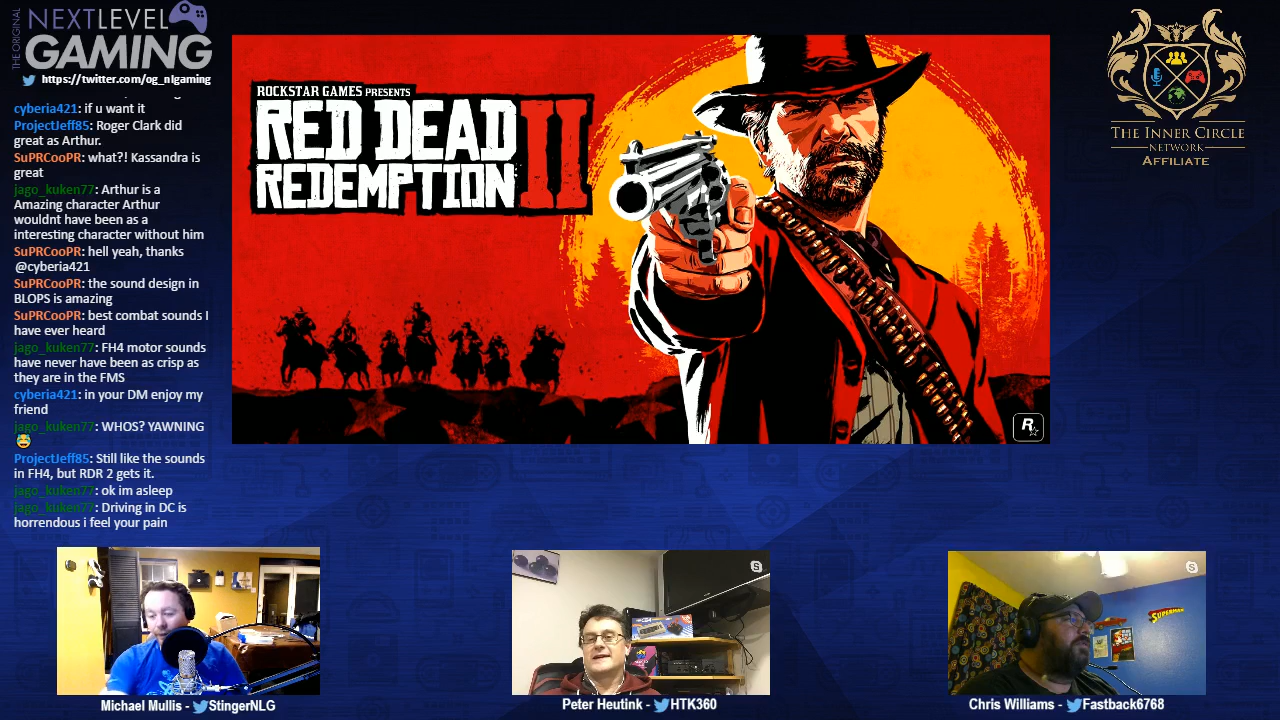 THE ORIGINAL
NEXTLEVEL
GAMING
https://twitter.com/og_nlgaming
cyberia421: if u want it
ProjectJeff85: Roger Clark did
great as Arthur.
SuPRCooPR: what?! Kassandra is
great
jago_kuken77: Arthur is a
Amazing character Arthur
wouldnt have been as a
interesting character without him
SuPRCooPR: hell yeah, thanks
@cyberia421
SuPRCooPR: the sound design in
BLOPS is amazing
SuPRCooPR: best combat sounds I
have ever heard
jago_kuken77: FH4 motor sounds
have never have been as crisp as
they are in the FMS
cyberia421: in your DM enjoy my
friend
jago_kuken77: WHOS? YAWNING
ProjectJeff85: Still like the sounds
in FH4, but RDR 2 gets it.
jago_kuken77: ok im asleep
jago_kuken77: Driving in DC is
horrendous i feel your pain
ROCKSTAR GAMES PRESENTS
RED DEAD
REDEMPTION II
R
THE INNER CIRCLE
NETWORK
AFFILIATE
SUPERMAN
Michael Mullis - StingerNLG
Peter Heutink - HTK360
Chris Williams - Fastback6768